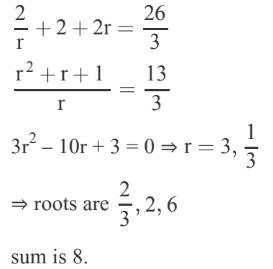 2/r + 2 + 2r = 26/3
(r² + r + 1)/r = 13/3
3r² – 10r + 3 = 0 ⇒ r = 3, 1/3
⇒ roots are 2/3, 2, 6
sum is 8.